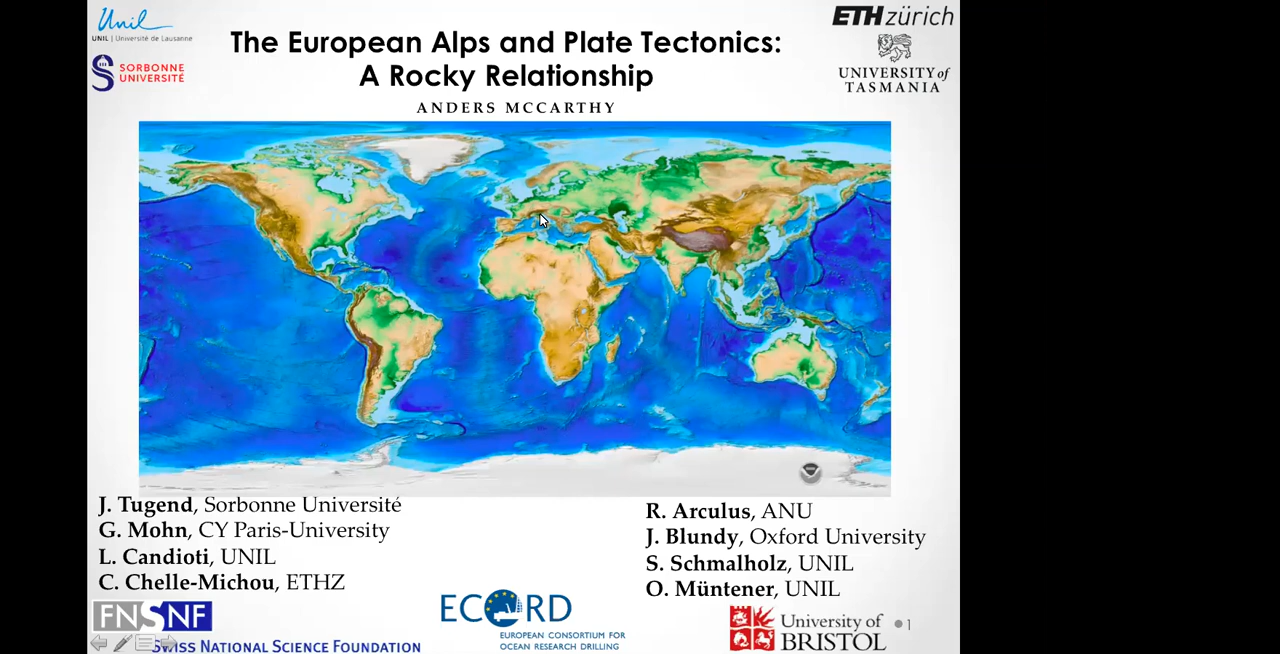 Unil
UNIL | Université de Lausanne
SORBONNE
UNIVERSITÉ
The European Alps and Plate Tectonics:
A Rocky Relationship
ANDERS MCCARTHY
ETH zürich
UNIVERSITY of
TASMANIA
J. Tugend, Sorbonne Université
G. Mohn, CY Paris-University
L. Candioti, UNIL
C. Chelle-Michou, ETHZ
R. Arculus, ANU
J. Blundy, Oxford University
S. Schmalholz, UNIL
O. Müntener, UNIL
FNSNF
SWISS NATIONAL SCIENCE FOUNDATION
ECORD
EUROPEAN CONSORTIUM FOR
OCEAN RESEARCH DRILLING
University of
BRISTOL
1